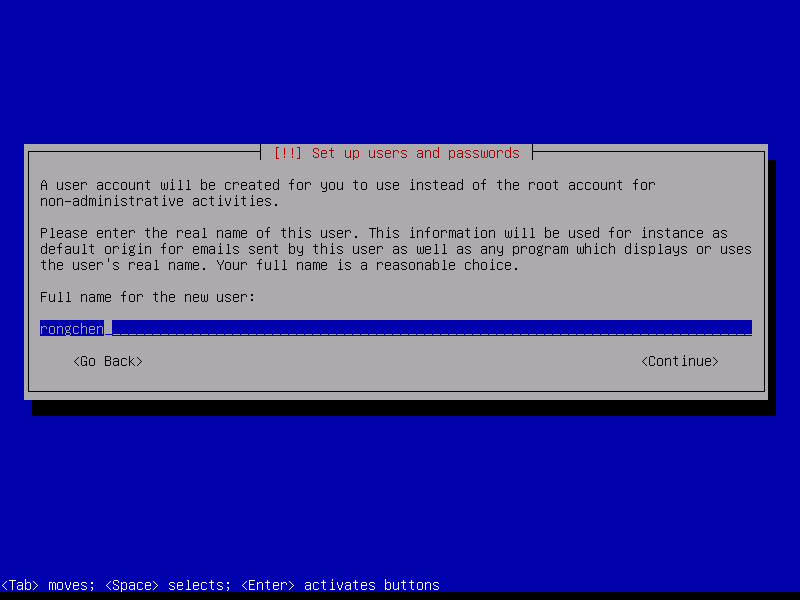 [!!] Set up users and passwords
A user account will be created for you to use instead of the root account for
non-administrative activities.
Please enter the real name of this user. This information will be used for instance as
default origin for emails sent by this user as well as any program which displays or uses
the user's real name. Your full name is a reasonable choice.
Full name for the new user:
rongchen
<Go Back> <Continue>
<Tab> moves; <Space> selects; <Enter> activates buttons